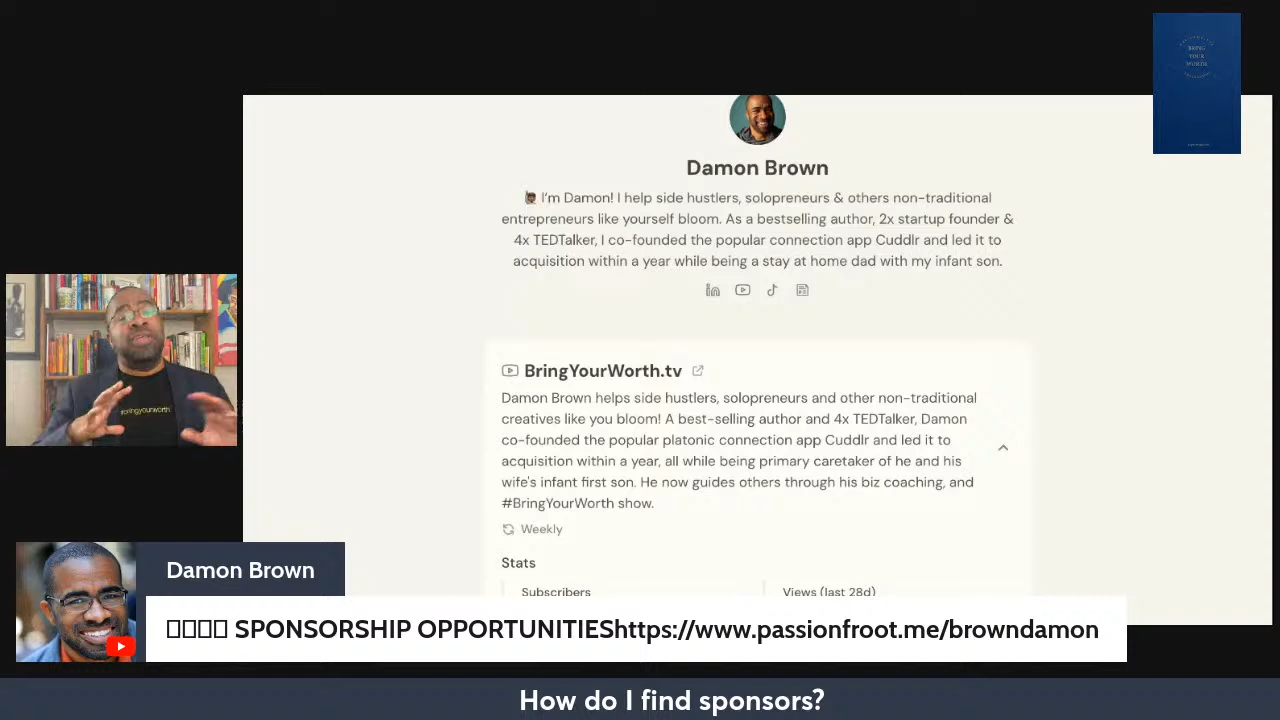 BRING
YOUR
WORTH
Damon Brown
I'm Damon! I help side hustlers, solopreneurs & others non-traditional
entrepreneurs like yourself bloom. As a bestselling author, 2x startup founder &
4x TEDTalker, I co-founded the popular connection app Cuddlr and led it to
acquisition within a year while being a stay at home dad with my infant son.
BringYourWorth.tv
Damon Brown helps side hustlers, solopreneurs and other non-traditional
creatives like you bloom! A best-selling author and 4x TEDTalker, Damon
co-founded the popular platonic connection app Cuddlr and led it to
acquisition within a year, all while being primary caretaker of he and his
wife's infant first son. He now guides others through his biz coaching, and
#BringYourWorth show.
Weekly
Stats
Subscribers
Views (last 28d)
#bringyourworth
Damon Brown
SPONSORSHIP OPPORTUNITIEShttps://www.passionfroot.me/browndamon
How do I find sponsors?